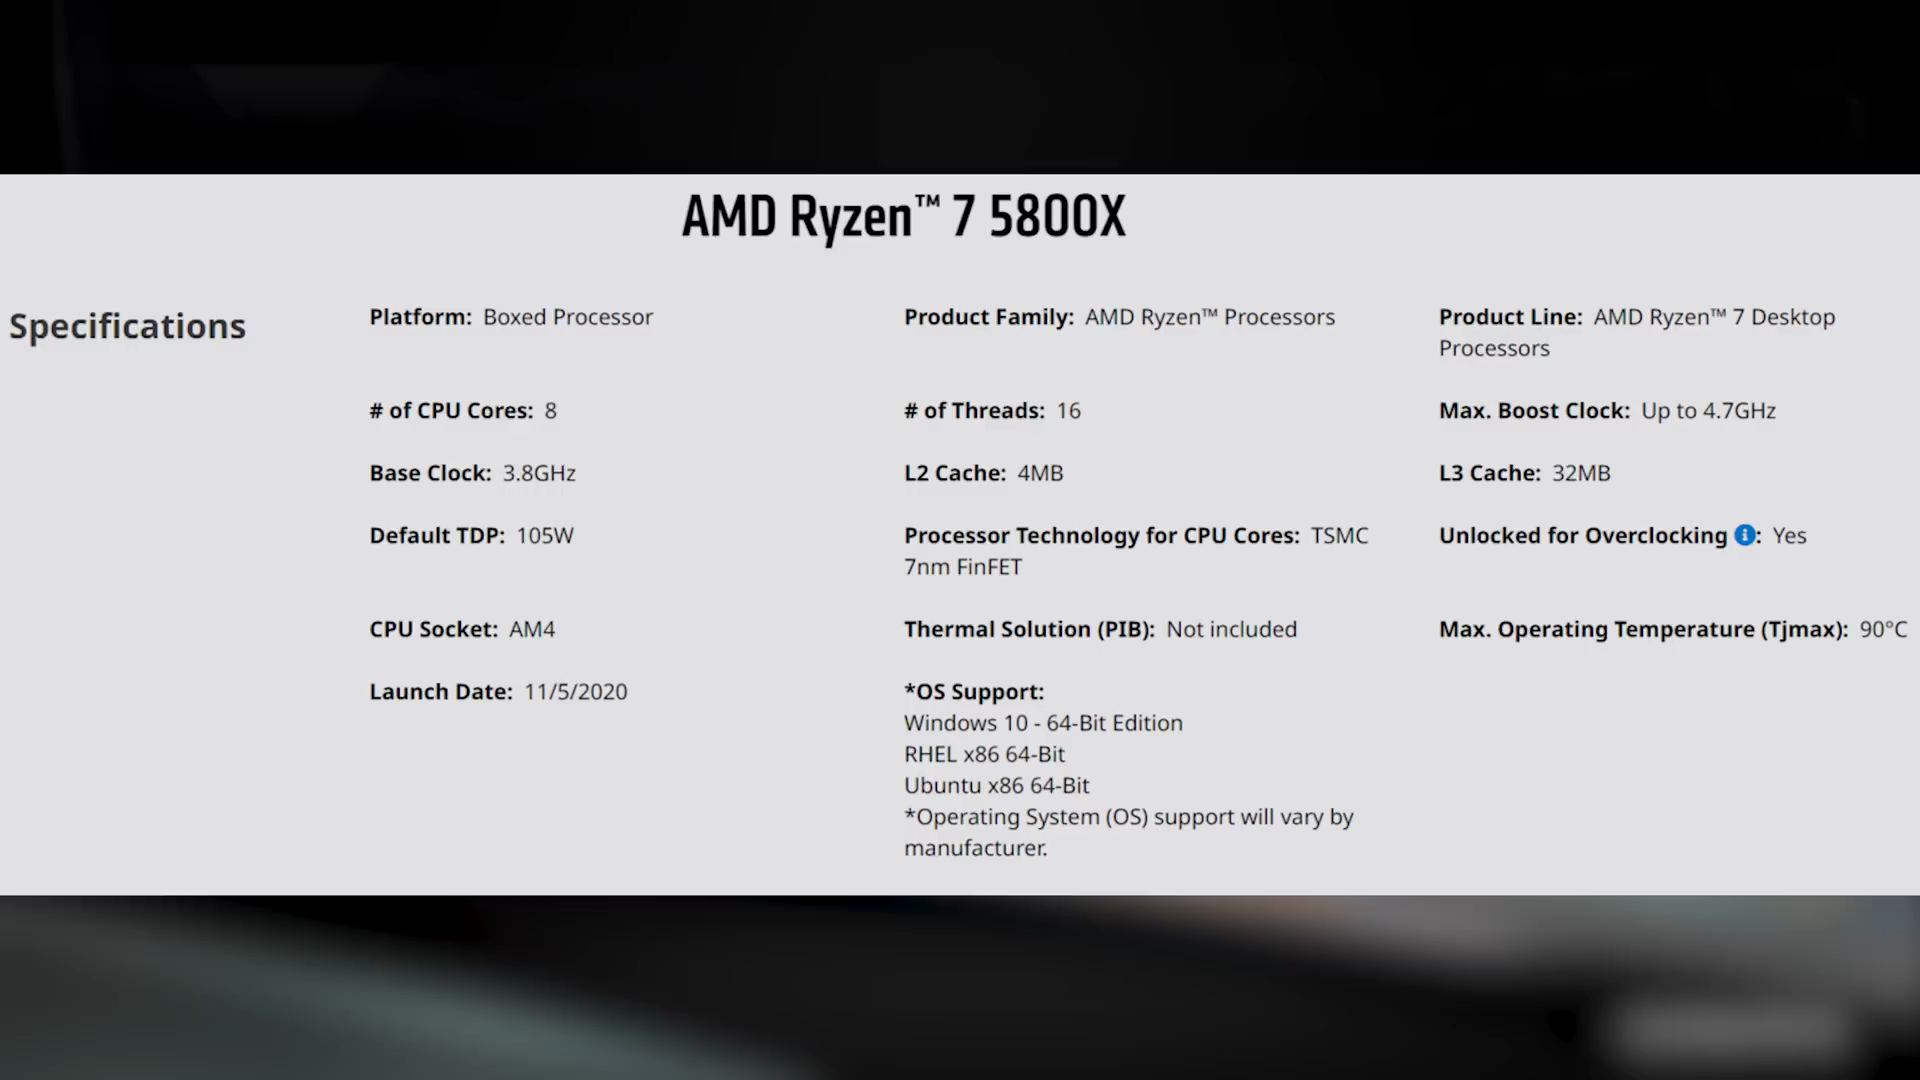 AMD Ryzen™ 7 5800X
Specifications
Platform: Boxed Processor
Product Family: AMD Ryzen™ Processors
Product Line: AMD Ryzen™ 7 Desktop
Processors
# of CPU Cores: 8
# of Threads: 16
Max. Boost Clock: Up to 4.7GHz
Base Clock: 3.8GHz
L2 Cache: 4MB
L3 Cache: 32MB
Default TDP: 105W
Processor Technology for CPU Cores: TSMC
7nm FinFET
Unlocked for Overclocking : Yes
CPU Socket: AM4
Thermal Solution (PIB): Not included
Max. Operating Temperature (Tjmax): 90°C
Launch Date: 11/5/2020
*OS Support:
Windows 10 - 64-Bit Edition
RHEL x86 64-Bit
Ubuntu x86 64-Bit
*Operating System (OS) support will vary by
manufacturer.